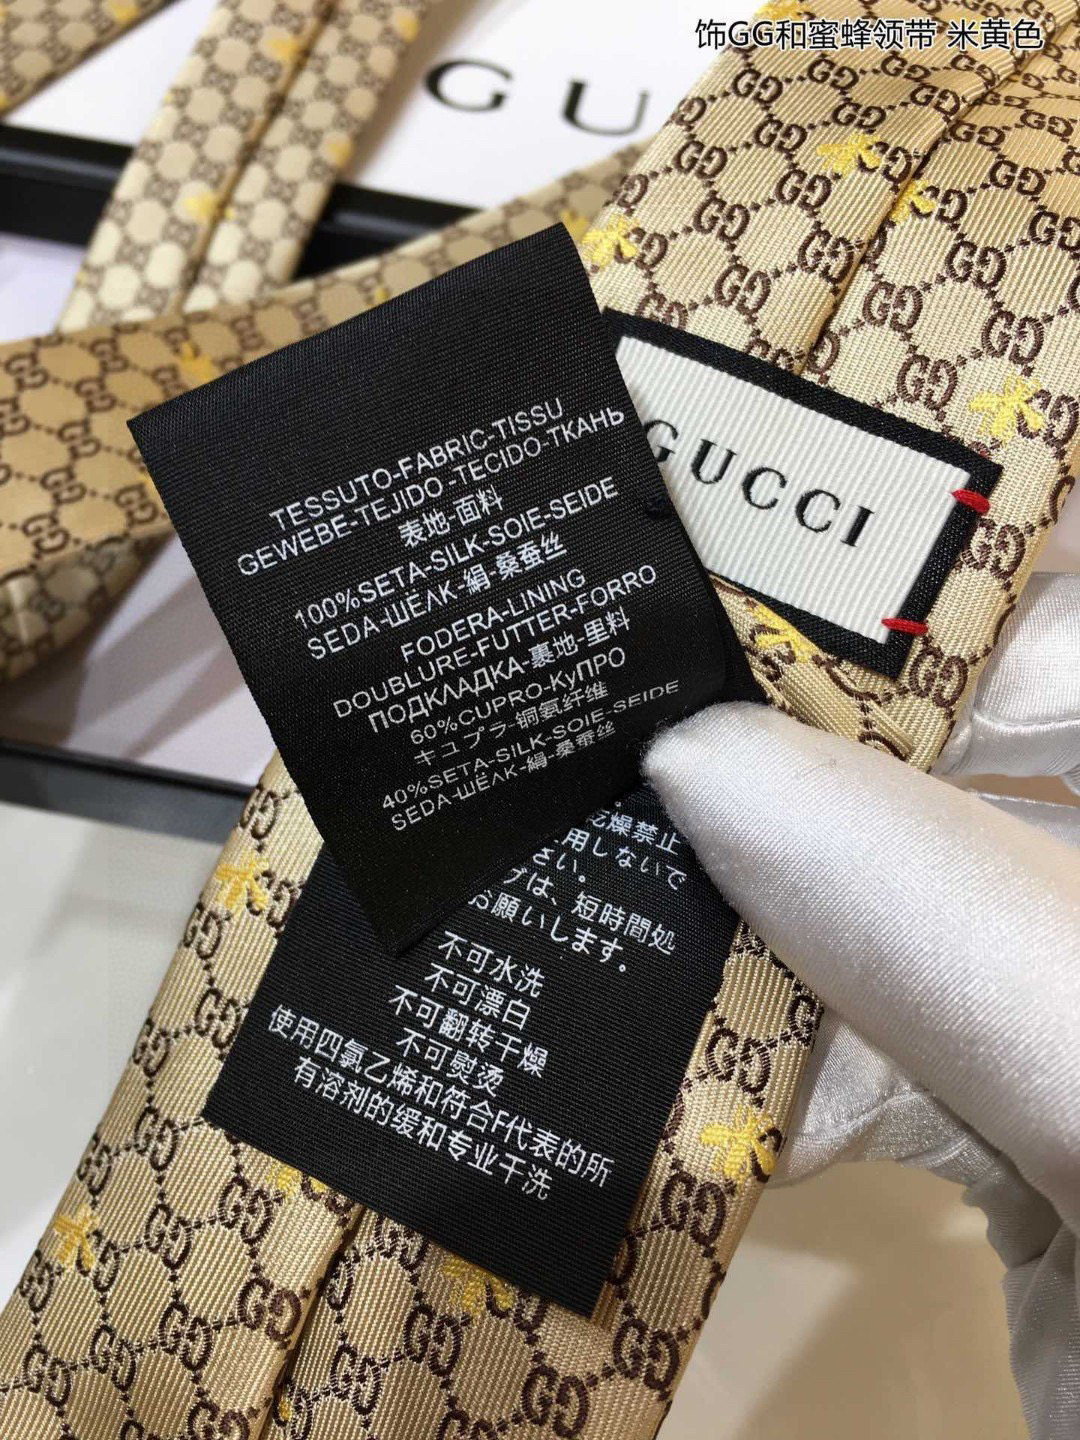 饰GG和蜜蜂领带 米黄色
GU
GUCCI
TESSUTO-FABRIC-TISSU
GEWEBE-TEJIDO-TECIDO-ТКАНЬ
表地-面料
100%SETA-SILK-SOIE-SEIDE
SEDA-ШЁЛК-絹-桑蚕丝
FODERA-LINING
DOUBLURE-FUTTER-FORRO
ПОДКЛАДКА-裏地-里料
60%CUPRO-КуПРО
キュプラ-铜氨纤维
40%SETA-SILK-SOIE-SEIDE
SEDA-ШЁЛК-絹-桑蚕丝
乾燥禁止
用しないで
さい。
グは、短時間処
お願いします。
不可水洗
不可漂白
不可翻转干燥
不可熨烫
使用四氯乙烯和符合F代表的所
有溶剂的缓和专业干洗